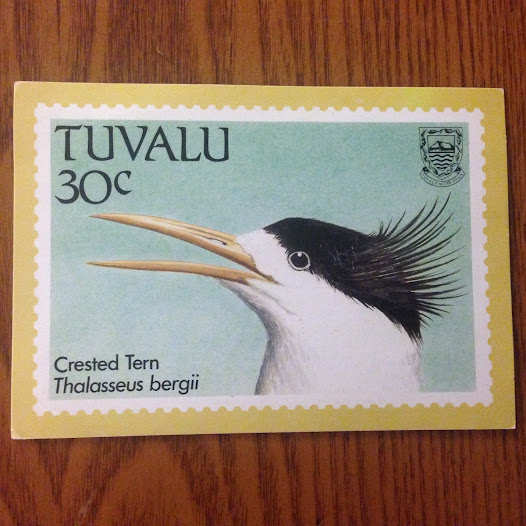 TUVALU
30c
Crested Tern
Thalasseus bergii